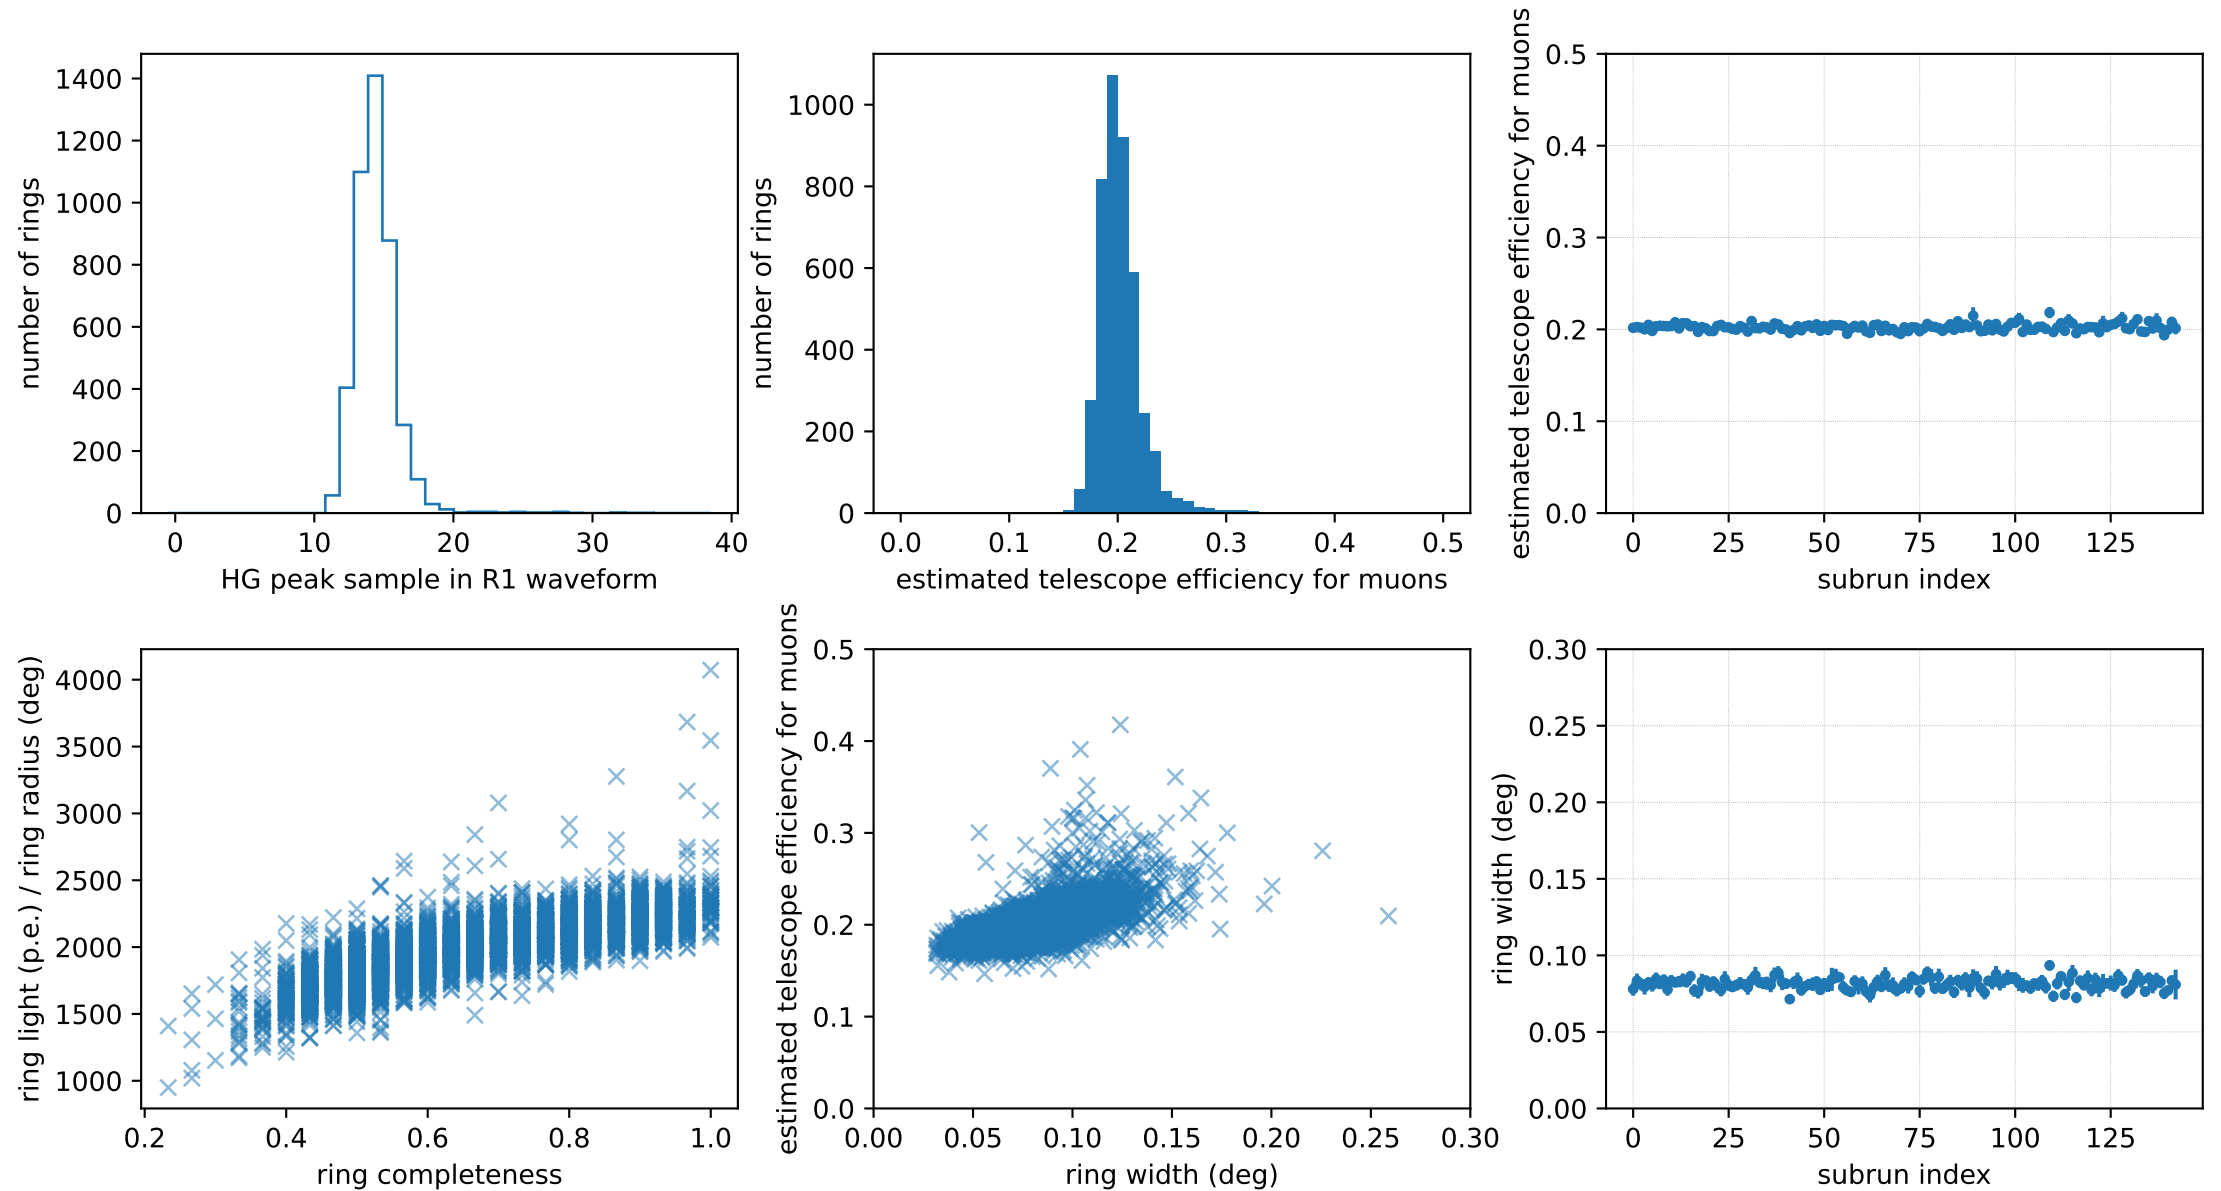 1400
1200
1000
800
600
400
200
0
number of rings
0 10 20 30 40
HG peak sample in R1 waveform
1000
800
600
400
200
0
number of rings
0.0 0.1 0.2 0.3 0.4 0.5
estimated telescope efficiency for muons
0.5
0.4
0.3
0.2
0.1
0.0
estimated telescope efficiency for muons
0 25 50 75 100 125
subrun index
4000
3500
3000
2500
2000
1500
1000
ring light (p.e.) / ring radius (deg)
0.2 0.4 0.6 0.8 1.0
ring completeness
0.5
0.4
0.3
0.2
0.1
0.0
estimated telescope efficiency for muons
0.00 0.05 0.10 0.15 0.20 0.25 0.30
ring width (deg)
0.30
0.25
0.20
0.15
0.10
0.05
0.00
ring width (deg)
0 25 50 75 100 125
subrun index